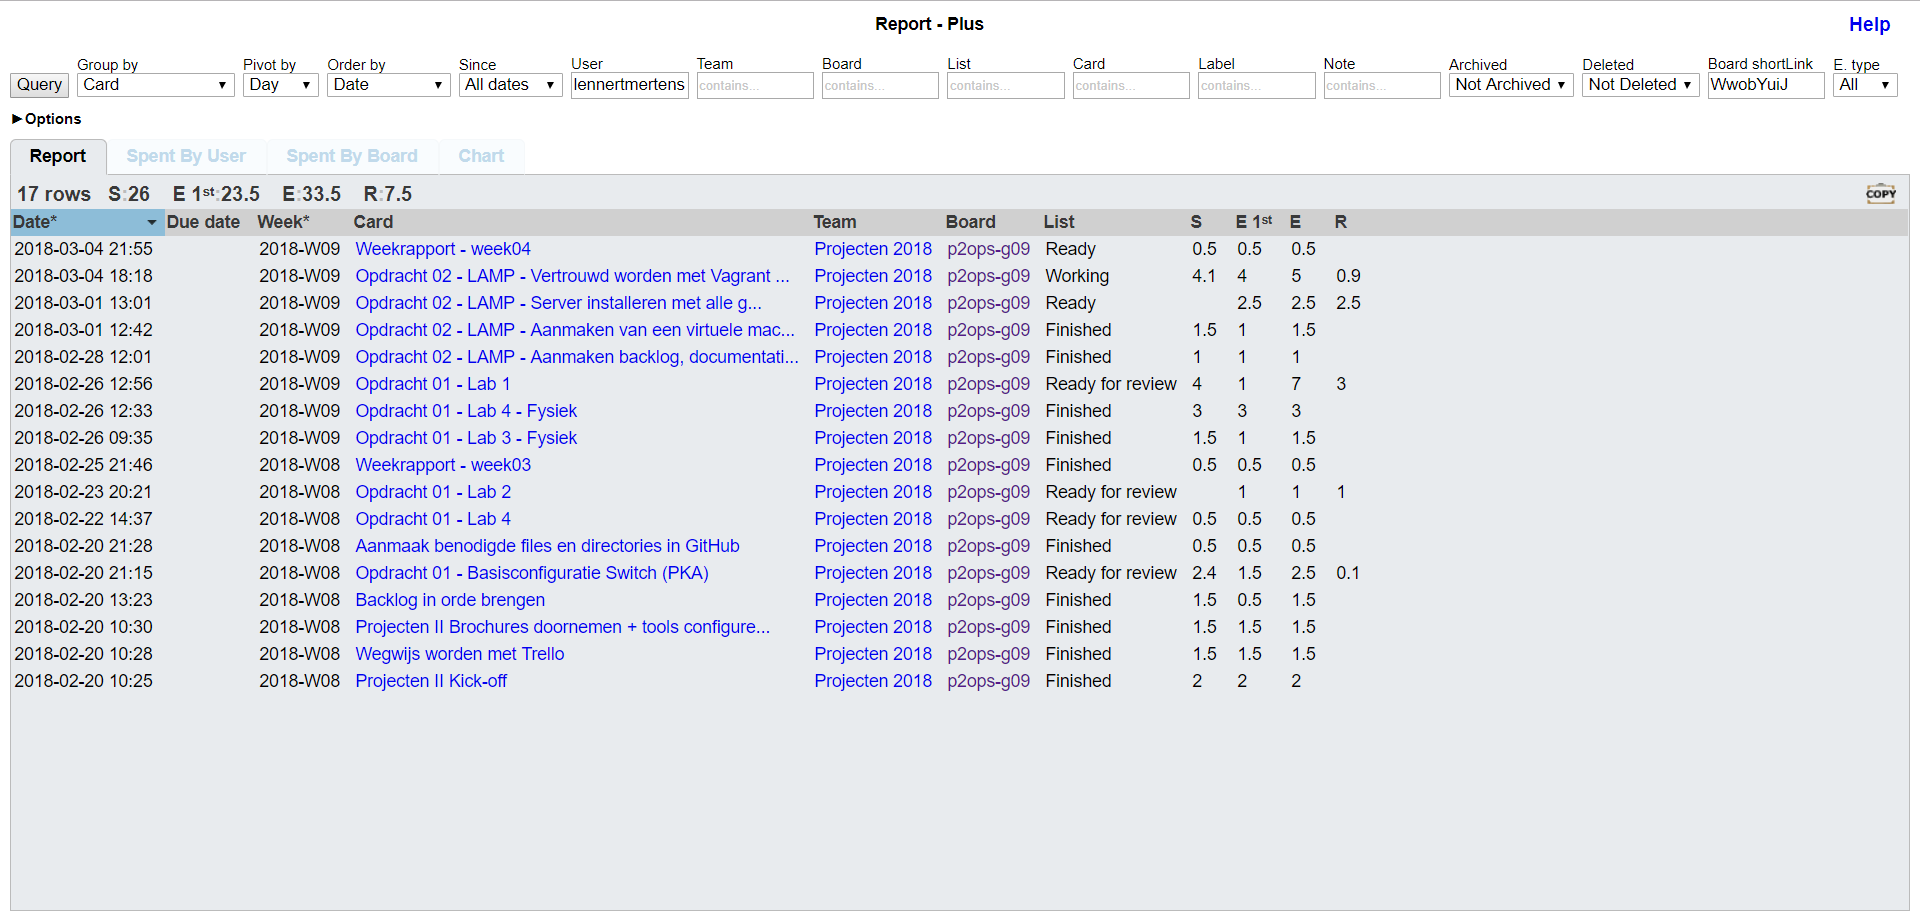 Report - Plus
Help
Group by Pivot by Order by Since User Team Board List Card Label Note Archived Deleted Board shortLink E. type
Query Card Day Date All dates lennertmertens contains... contains... contains... contains... contains... contains... Not Archived Not Deleted WwobYuiJ All
Options
Report Spent By User Spent By Board Chart
17 rows S:26 E 1st:23.5 E:33.5 R:7.5 COPY
Date* Due date Week* Card Team Board List S E 1st E R
2018-03-04 21:55 2018-W09 Weekrapport - week04 Projecten 2018 p2ops-g09 Ready 0.5 0.5 0.5
2018-03-04 18:18 2018-W09 Opdracht 02 - LAMP - Vertrouwd worden met Vagrant ... Projecten 2018 p2ops-g09 Working 4.1 4 5 0.9
2018-03-01 13:01 2018-W09 Opdracht 02 - LAMP - Server installeren met alle g... Projecten 2018 p2ops-g09 Ready 2.5 2.5 2.5
2018-03-01 12:42 2018-W09 Opdracht 02 - LAMP - Aanmaken van een virtuele mac... Projecten 2018 p2ops-g09 Finished 1.5 1 1.5
2018-02-28 12:01 2018-W09 Opdracht 02 - LAMP - Aanmaken backlog, documentati... Projecten 2018 p2ops-g09 Finished 1 1 1
2018-02-26 12:56 2018-W09 Opdracht 01 - Lab 1 Projecten 2018 p2ops-g09 Ready for review 4 1 7 3
2018-02-26 12:33 2018-W09 Opdracht 01 - Lab 4 - Fysiek Projecten 2018 p2ops-g09 Finished 3 3 3
2018-02-26 09:35 2018-W09 Opdracht 01 - Lab 3 - Fysiek Projecten 2018 p2ops-g09 Finished 1.5 1 1.5
2018-02-25 21:46 2018-W08 Weekrapport - week03 Projecten 2018 p2ops-g09 Finished 0.5 0.5 0.5
2018-02-23 20:21 2018-W08 Opdracht 01 - Lab 2 Projecten 2018 p2ops-g09 Ready for review 1 1 1
2018-02-22 14:37 2018-W08 Opdracht 01 - Lab 4 Projecten 2018 p2ops-g09 Ready for review 0.5 0.5 0.5
2018-02-20 21:28 2018-W08 Aanmaak benodigde files en directories in GitHub Projecten 2018 p2ops-g09 Finished 0.5 0.5 0.5
2018-02-20 21:15 2018-W08 Opdracht 01 - Basisconfiguratie Switch (PKA) Projecten 2018 p2ops-g09 Ready for review 2.4 1.5 2.5 0.1
2018-02-20 13:23 2018-W08 Backlog in orde brengen Projecten 2018 p2ops-g09 Finished 1.5 0.5 1.5
2018-02-20 10:30 2018-W08 Projecten II Brochures doornemen + tools configure... Projecten 2018 p2ops-g09 Finished 1.5 1.5 1.5
2018-02-20 10:28 2018-W08 Wegwijs worden met Trello Projecten 2018 p2ops-g09 Finished 1.5 1.5 1.5
2018-02-20 10:25 2018-W08 Projecten II Kick-off Projecten 2018 p2ops-g09 Finished 2 2 2